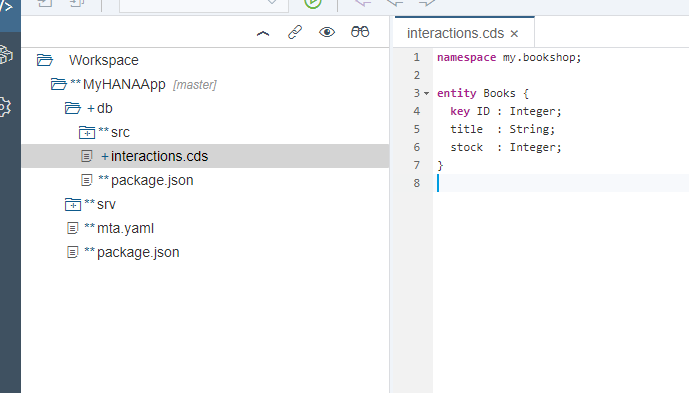 Workspace
**MyHANAApp [master]
+db
**src
+interactions.cds
**package.json
**srv
**mta.yaml
**package.json
interactions.cds ×
1 namespace my.bookshop;
2
3 entity Books {
4 key ID : Integer;
5 title : String;
6 stock : Integer;
7 }
8